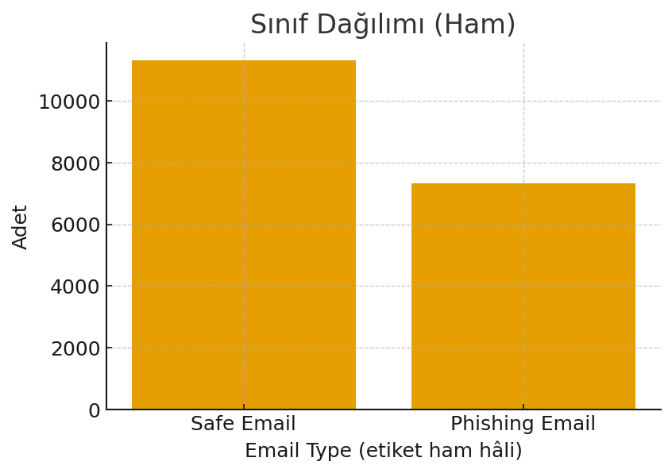 Sınıf Dağılımı (Ham)
10000
8000
6000
4000
2000
0
Adet
Safe Email
Phishing Email
Email Type (etiket ham hâli)